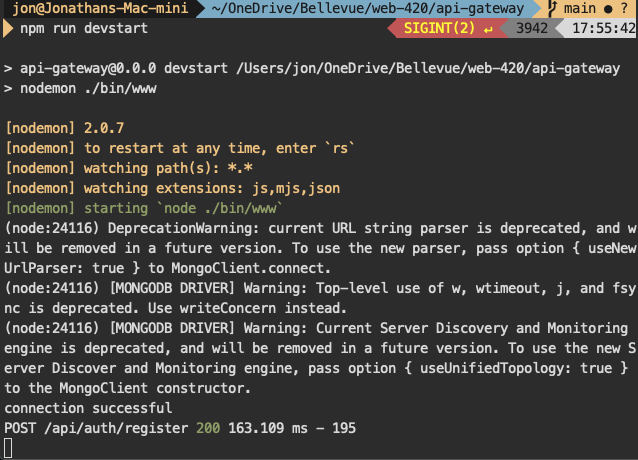 jon@Jonathans-Mac-mini ~/OneDrive/Bellevue/web-420/api-gateway main ● ?
npm run devstart SIGINT(2) ↵ 3942 17:55:42
> api-gateway@0.0.0 devstart /Users/jon/OneDrive/Bellevue/web-420/api-gateway
> nodemon ./bin/www
[nodemon] 2.0.7
[nodemon] to restart at any time, enter `rs`
[nodemon] watching path(s): *.*
[nodemon] watching extensions: js,mjs,json
[nodemon] starting `node ./bin/www`
(node:24116) DeprecationWarning: current URL string parser is deprecated, and w
ill be removed in a future version. To use the new parser, pass option { useNew
UrlParser: true } to MongoClient.connect.
(node:24116) [MONGODB DRIVER] Warning: Top-level use of w, wtimeout, j, and fsy
nc is deprecated. Use writeConcern instead.
(node:24116) [MONGODB DRIVER] Warning: Current Server Discovery and Monitoring
engine is deprecated, and will be removed in a future version. To use the new S
erver Discover and Monitoring engine, pass option { useUnifiedTopology: true }
to the MongoClient constructor.
connection successful
POST /api/auth/register 200 163.109 ms - 195